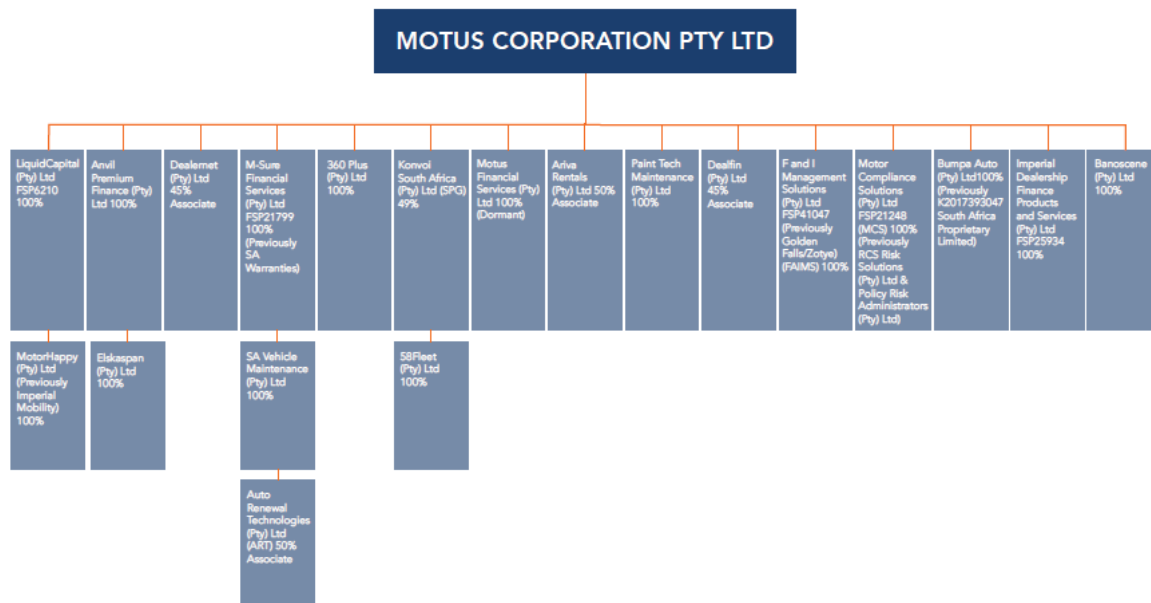 MOTUS CORPORATION PTY LTD
LiquidCapital
(Pty) Ltd
FSP6210
100%
Anvil
Premium
Finance (Pty)
Ltd 100%
Dealernet
(Pty) Ltd
45%
Associate
M-Sure
Financial
Services
(Pty) Ltd
FSP21799
100%
(Previously
SA
Warranties)
360 Plus
(Pty) Ltd
100%
Konvoi
South Africa
(Pty) Ltd (SPG)
49%
Motus
Financial
Services (Pty)
Ltd 100%
(Dormant)
Ariva
Rentals
(Pty) Ltd 50%
Associate
Paint Tech
Maintenance
(Pty) Ltd
100%
Dealfin
(Pty) Ltd
45%
Associate
F and I
Management
Solutions
(Pty) Ltd
FSP41047
(Previously
Golden
Falls/Zotye)
(FAIMS) 100%
Motor
Compliance
Solutions
(Pty) Ltd
FSP21248
(MCS) 100%
(Previously
RCS Risk
Solutions
(Pty) Ltd &
Policy Risk
Administrators
(Pty) Ltd)
Bumpa Auto
(Pty) Ltd100%
(Previously
K2017393047
South Africa
Proprietary
Limited)
Imperial
Dealership
Finance
Products
and Services
(Pty) Ltd
FSP25934
100%
Banoscene
(Pty) Ltd
100%
MotorHappy
(Pty) Ltd
(Previously
Imperial
Mobility)
100%
Elskaspan
(Pty) Ltd
100%
SA Vehicle
Maintenance
(Pty) Ltd
100%
58Fleet
(Pty) Ltd
100%
Auto
Renewal
Technologies
(Pty) Ltd
(ART) 50%
Associate